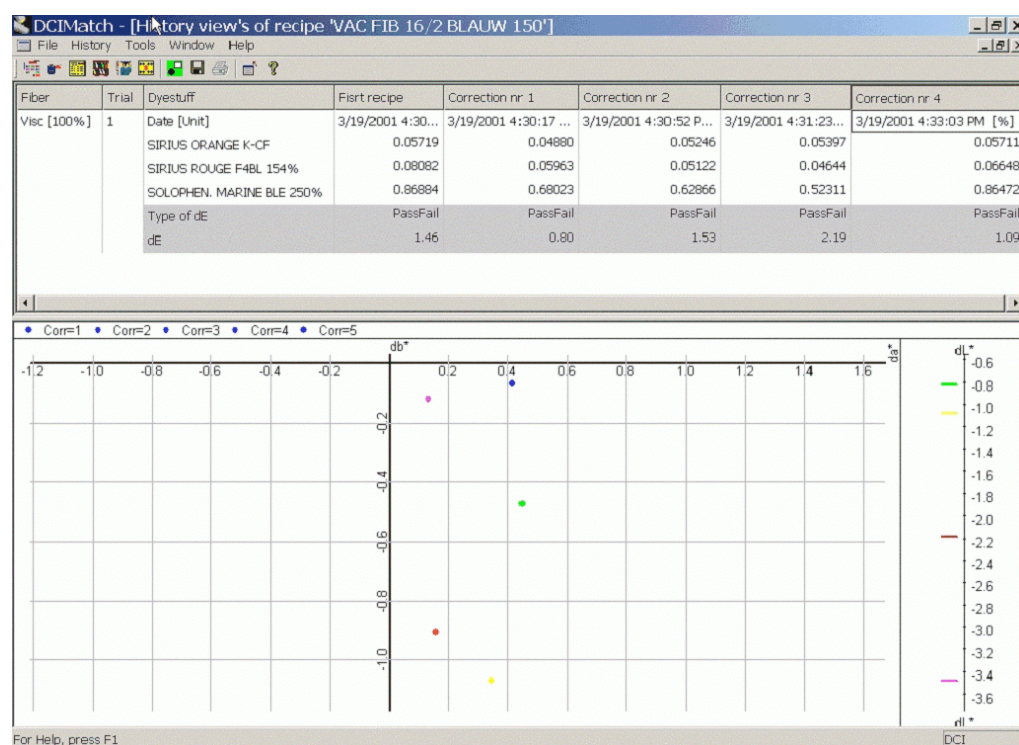 DCIMatch - [History view's of recipe 'VAC FIB 16/2 BLAUW 150']
File History Tools Window Help
Fiber Trial Dyestuff Fisrt recipe Correction nr 1 Correction nr 2 Correction nr 3 Correction nr 4
Visc [100%] 1 Date [Unit] 3/19/2001 4:30... 3/19/2001 4:30:17 ... 3/19/2001 4:30:52 P... 3/19/2001 4:31:23... 3/19/2001 4:33:03 PM [%]
SIRIUS ORANGE K-CF 0.05719 0.04880 0.05246 0.05397 0.05711
SIRIUS ROUGE F4BL 154% 0.08082 0.05963 0.05122 0.04644 0.06648
SOLOPHEN. MARINE BLE 250% 0.86884 0.68023 0.62866 0.52311 0.86472
Type of dE PassFail PassFail PassFail PassFail PassFail
dE 1.46 0.80 1.53 2.19 1.09
Corr=1 Corr=2 Corr=3 Corr=4 Corr=5
db* da* dL*
-1.2 -1.0 -0.8 -0.6 -0.4 -0.2 0.2 0.4 0.6 0.8 1.0 1.2 1.4 1.6
-0.2
-0.4
-0.6
-0.8
-1.0
-0.6
-0.8
-1.0
-1.2
-1.4
-1.6
-1.8
-2.0
-2.2
-2.4
-2.6
-2.8
-3.0
-3.2
-3.4
-3.6
dl *
For Help, press F1 DCI